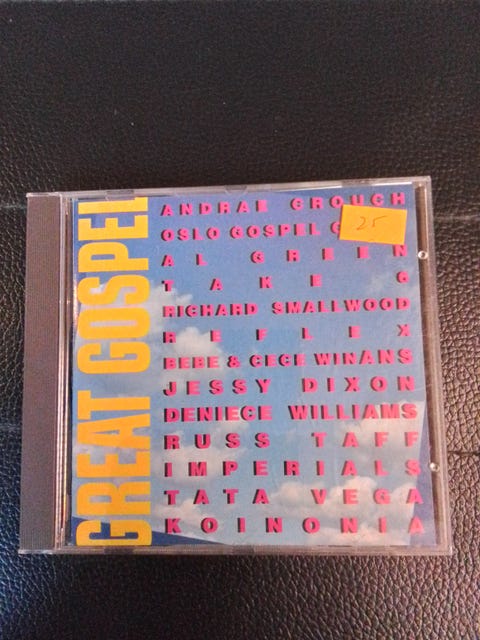 GREAT GOSPEL
ANDRAE CROUCH
OSLO GOSPEL
25
AL GREEN
TAKE 6
RICHARD SMALLWOOD
REFLEX
BEBE & CECE WINANS
JESSY DIXON
DENIECE WILLIAMS
RUSS TAFF
IMPERIALS
TATA VEGA
KOINONIA